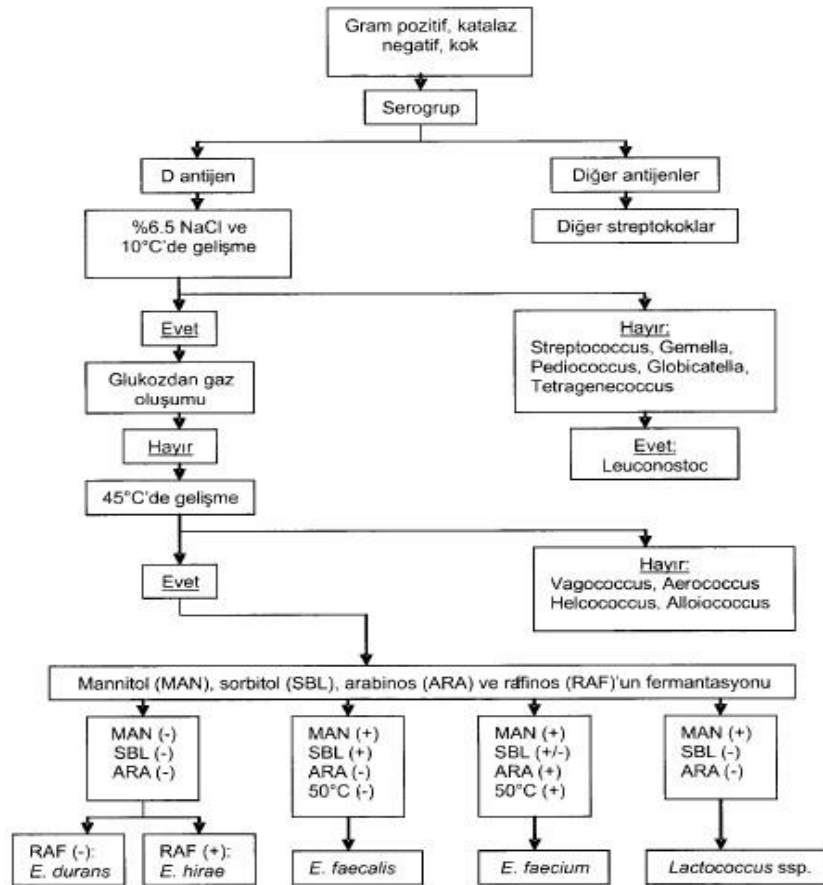 Gram pozitif, katalaz
negatif, kok
Serogrup
D antijen
Diğer antijenler
%6.5 NaCl ve
10°C'de gelişme
Diğer streptokoklar
Evet
Hayır:
Streptococcus, Gemella,
Pediococcus, Globicatella,
Tetragenecoccus
Glukozdan gaz
oluşumu
Hayır
Evet:
Leuconostoc
45°C'de gelişme
Evet
Hayır:
Vagococcus, Aerococcus
Helcococcus, Alloiococcus
Mannitol (MAN), sorbitol (SBL), arabinos (ARA) ve raffinos (RAF)'un fermantasyonu
MAN (-)
SBL (-)
ARA (-)
MAN (+)
SBL (+)
ARA (-)
50°C (-)
MAN (+)
SBL (+/-)
ARA (+)
50°C (+)
MAN (+)
SBL (-)
ARA (-)
RAF (-):
E. durans
RAF (+):
E. hirae
E. faecalis
E. faecium
Lactococcus ssp.